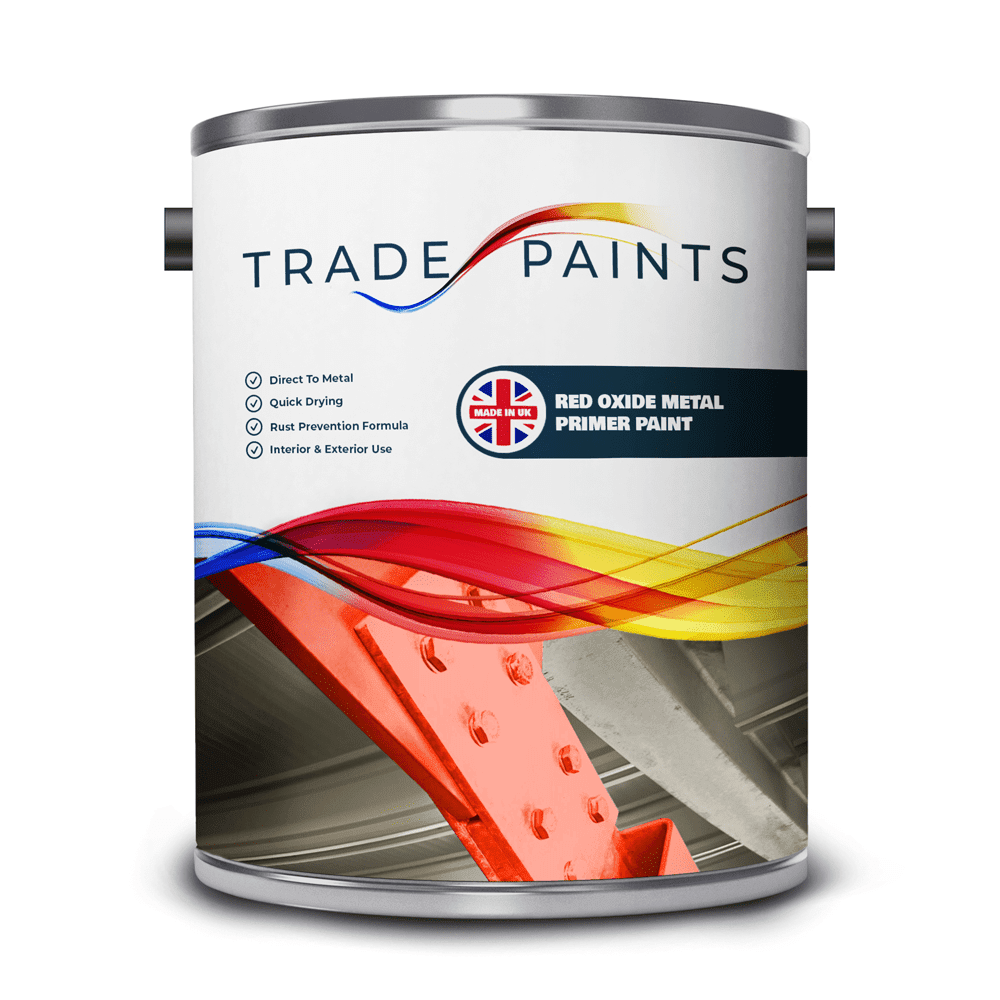 TRADE PAINTS
Direct To Metal
Quick Drying
Rust Prevention Formula
Interior & Exterior Use
MADE IN UK
RED OXIDE METAL
PRIMER PAINT